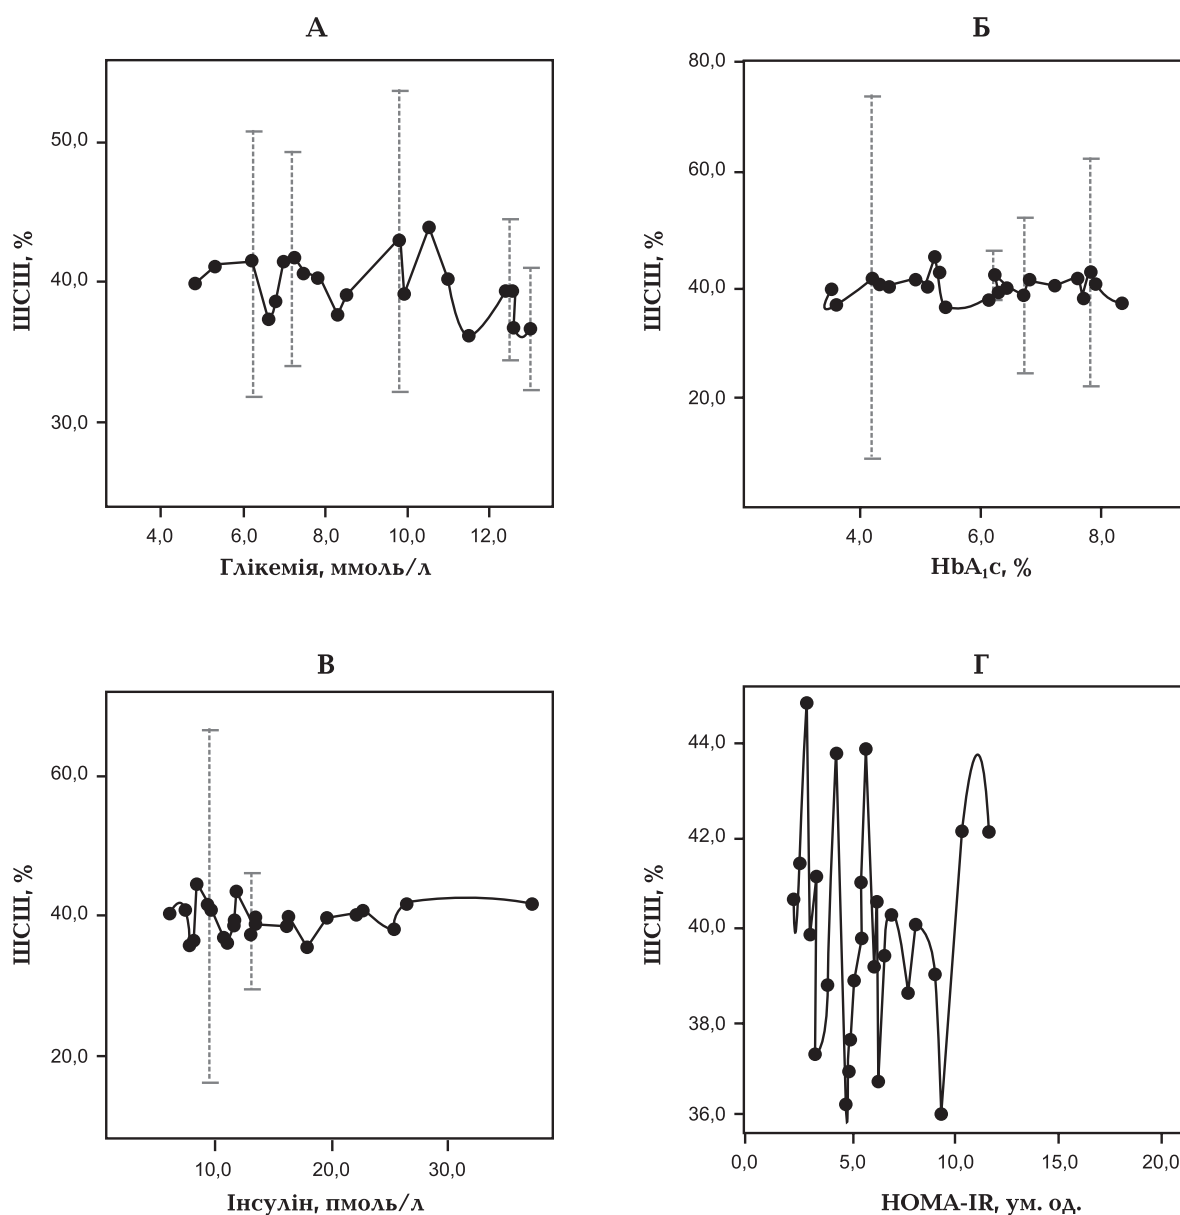 А
ШСШ, %
50,0
40,0
30,0
4,0 6,0 8,0 10,0 12,0
Глікемія, ммоль/л
Б
ШСШ, %
80,0
60,0
40,0
20,0
4,0 6,0 8,0
HbA₁c, %
В
ШСШ, %
60,0
40,0
20,0
10,0 20,0 30,0
Інсулін, пмоль/л
Г
ШСШ, %
44,0
42,0
40,0
38,0
36,0
0,0 5,0 10,0 15,0 20,0
HOMA-IR, ум. од.